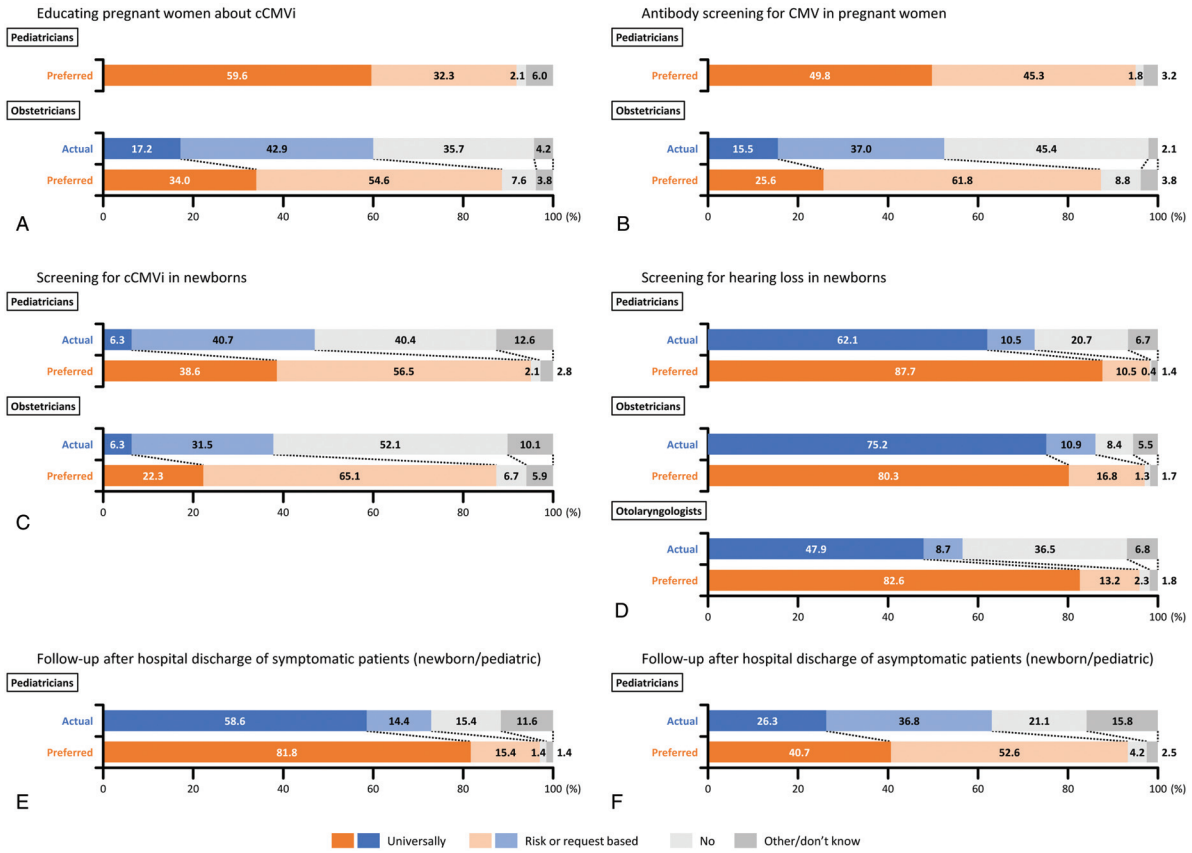 Educating pregnant women about cCMVi
Pediatricians
Preferred 59.6 32.3 2.1 6.0
Obstetricians
Actual 17.2 42.9 35.7 4.2
Preferred 34.0 54.6 7.6 3.8
0 20 40 60 80 100 (%)
A
Antibody screening for CMV in pregnant women
Pediatricians
Preferred 49.8 45.3 1.8 3.2
Obstetricians
Actual 15.5 37.0 45.4 2.1
Preferred 25.6 61.8 8.8 3.8
0 20 40 60 80 100 (%)
B
Screening for cCMVi in newborns
Pediatricians
Actual 6.3 40.7 40.4 12.6
Preferred 38.6 56.5 2.1 2.8
Obstetricians
Actual 6.3 31.5 52.1 10.1
Preferred 22.3 65.1 6.7 5.9
0 20 40 60 80 100 (%)
C
Screening for hearing loss in newborns
Pediatricians
Actual 62.1 10.5 20.7 6.7
Preferred 87.7 10.5 0.4 1.4
Obstetricians
Actual 75.2 10.9 8.4 5.5
Preferred 80.3 16.8 1.3 1.7
Otolaryngologists
Actual 47.9 8.7 36.5 6.8
Preferred 82.6 13.2 2.3 1.8
0 20 40 60 80 100 (%)
D
Follow-up after hospital discharge of symptomatic patients (newborn/pediatric)
Pediatricians
Actual 58.6 14.4 15.4 11.6
Preferred 81.8 15.4 1.4 1.4
0 20 40 60 80 100 (%)
E
Follow-up after hospital discharge of asymptomatic patients (newborn/pediatric)
Pediatricians
Actual 26.3 36.8 21.1 15.8
Preferred 40.7 52.6 4.2 2.5
0 20 40 60 80 100 (%)
F
Universally Risk or request based No Other/don't know